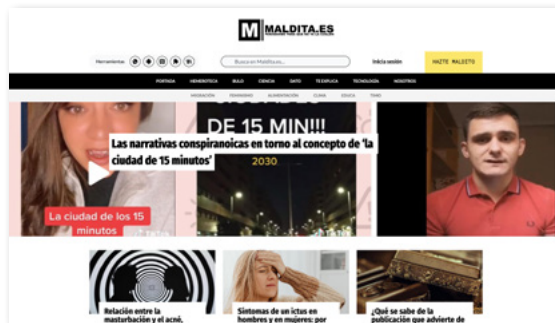 MALDITA.ES
Herramientas
Busca en Maldita.es...
Inicia sesión
HAZTE MALDITO
PORTADA HEMEROTECA BULO CIENCIA DATO TE EXPLICA TECNOLOGÍA NOSOTROS
MIGRACIÓN FEMINISMO ALIMENTACIÓN CLIMA EDUCA TIMO
CIUDADES
DE 15 MIN!!!
Las narrativas conspiranoicas en torno al concepto de ‘la
ciudad de 15 minutos’
2030
La ciudad de los 15
minutos
Relación entre la
masturbación y el acné,
Síntomas de un ictus en
hombres y en mujeres: por
¿Qué se sabe de la
publicación que advierte de